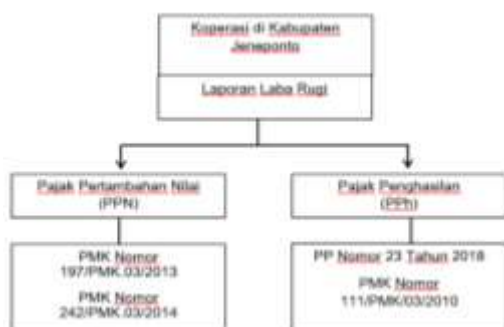 Koperasi di Kabupaten
Jeneponto
Laporan Laba Rugi
Pajak Pertambahan Nilai
(PPN)
Pajak Penghasilan
(PPh)
PMK Nomor
197/PMK.03/2013
PMK Nomor
242/PMK.03/2014
PP Nomor 23 Tahun 2018
PMK Nomor
111/PMK/03/2010